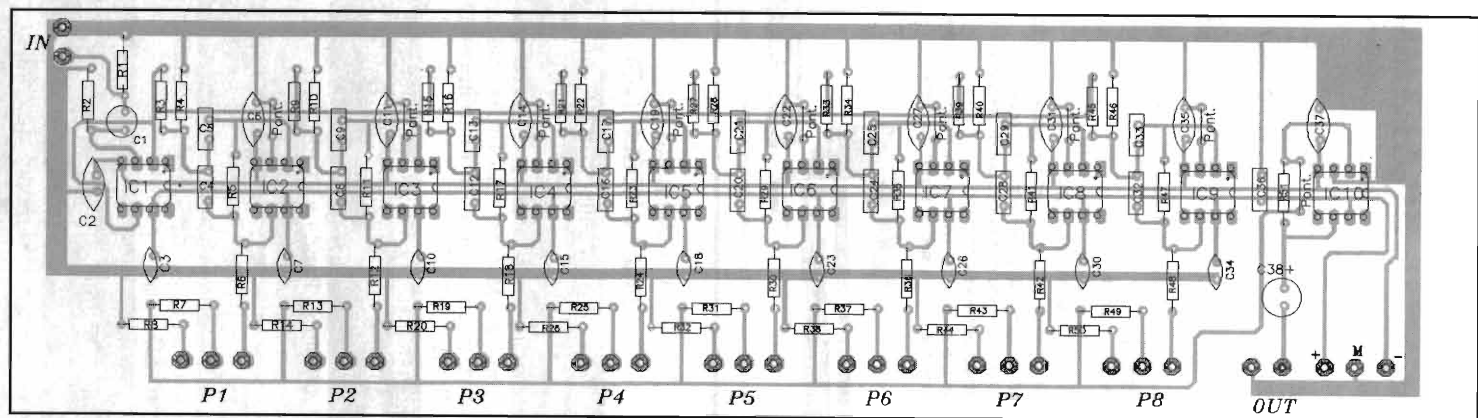 IN
R1
R2
C1
R3
R4
C5
C6
Pont.
R9
R10
C9
C11
Pont.
R15
R16
C13
C14
Pont.
R21
R22
C17
C19
Pont.
R27
R28
C21
C22
Pont.
R33
R34
C25
C27
Pont.
R39
R40
C29
C31
Pont.
R45
R46
C33
C35
Pont.
C37
C2
IC1
C4
R5
IC2
C8
R11
IC3
C12
R17
IC4
C16
R23
IC5
C20
R29
IC6
C24
R35
IC7
C28
R41
IC8
C32
R47
IC9
C36
R51
Pont.
IC10
C3
R6
C7
R12
C10
R18
C15
R24
C18
R30
C23
R36
C26
R42
C30
R48
C34
C38+
R7
R13
R19
R25
R31
R37
R43
R49
R8
R14
R20
R26
R32
R38
R44
R50
+ M -
P1 P2 P3 P4 P5 P6 P7 P8 OUT